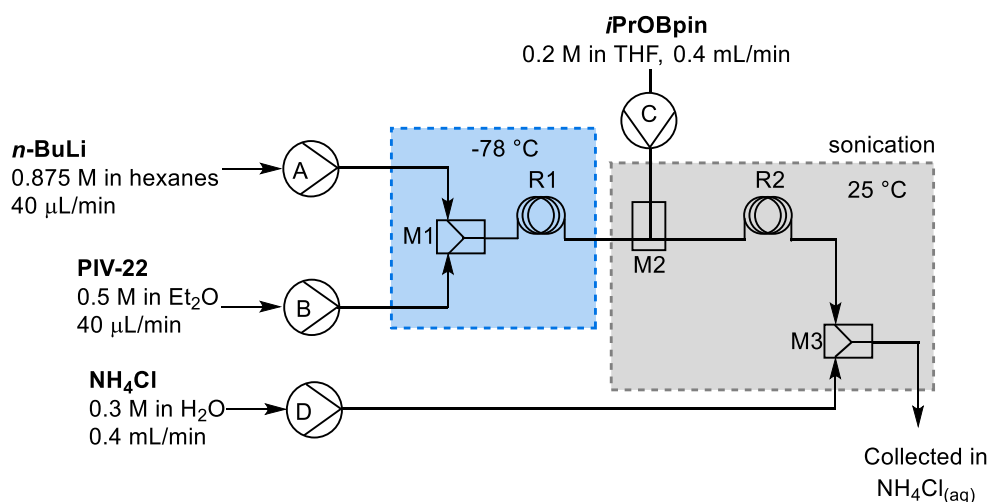 iPrOBpin
0.2 M in THF, 0.4 mL/min
C
sonication
n-BuLi
0.875 M in hexanes
40 μL/min
A
-78 °C
R1
M1
R2
25 °C
M2
PIV-22
0.5 M in Et₂O
40 μL/min
B
M3
NH₄Cl
0.3 M in H₂O
0.4 mL/min
D
Collected in
NH₄Cl₍aq₎